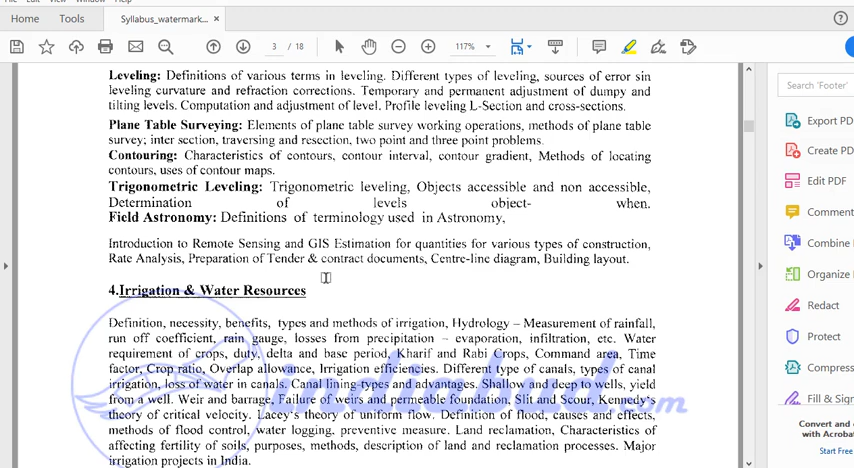 File Edit View Window Help
Home Tools Syllabus_watermark... ×
3 / 18 117%
Leveling: Definitions of various terms in leveling. Different types of leveling, sources of error sin
leveling curvature and refraction corrections. Temporary and permanent adjustment of dumpy and
tilting levels. Computation and adjustment of level. Profile leveling L-Section and cross-sections.
Plane Table Surveying: Elements of plane table survey working operations, methods of plane table
survey; inter section, traversing and resection, two point and three point problems.
Contouring: Characteristics of contours, contour interval, contour gradient, Methods of locating
contours, uses of contour maps.
Trigonometric Leveling: Trigonometric leveling, Objects accessible and non accessible,
Determination of levels object- when.
Field Astronomy: Definitions of terminology used in Astronomy,
Introduction to Remote Sensing and GIS Estimation for quantities for various types of construction,
Rate Analysis, Preparation of Tender & contract documents, Centre-line diagram, Building layout.
4.Irrigation & Water Resources
Definition, necessity, benefits, types and methods of irrigation, Hydrology – Measurement of rainfall,
run off coefficient, rain gauge, losses from precipitation – evaporation, infiltration, etc. Water
requirement of crops, duty, delta and base period, Kharif and Rabi Crops, Command area, Time
factor, Crop ratio, Overlap allowance, Irrigation efficiencies. Different type of canals, types of canal
irrigation, loss of water in canals. Canal lining-types and advantages. Shallow and deep to wells, yield
from a well. Weir and barrage, Failure of weirs and permeable foundation, Slit and Scour, Kennedy's
theory of critical velocity. Lacey's theory of uniform flow. Definition of flood, causes and effects,
methods of flood control, water logging, preventive measure. Land reclamation, Characteristics of
affecting fertility of soils, purposes, methods, description of land and reclamation processes. Major
irrigation projects in India.
Search 'Footer'
Export PD
Create PD
Edit PDF
Comment
Combine
Organize
Redact
Protect
Compress
Fill & Sign
Convert and e
with Acrobat
Start Free